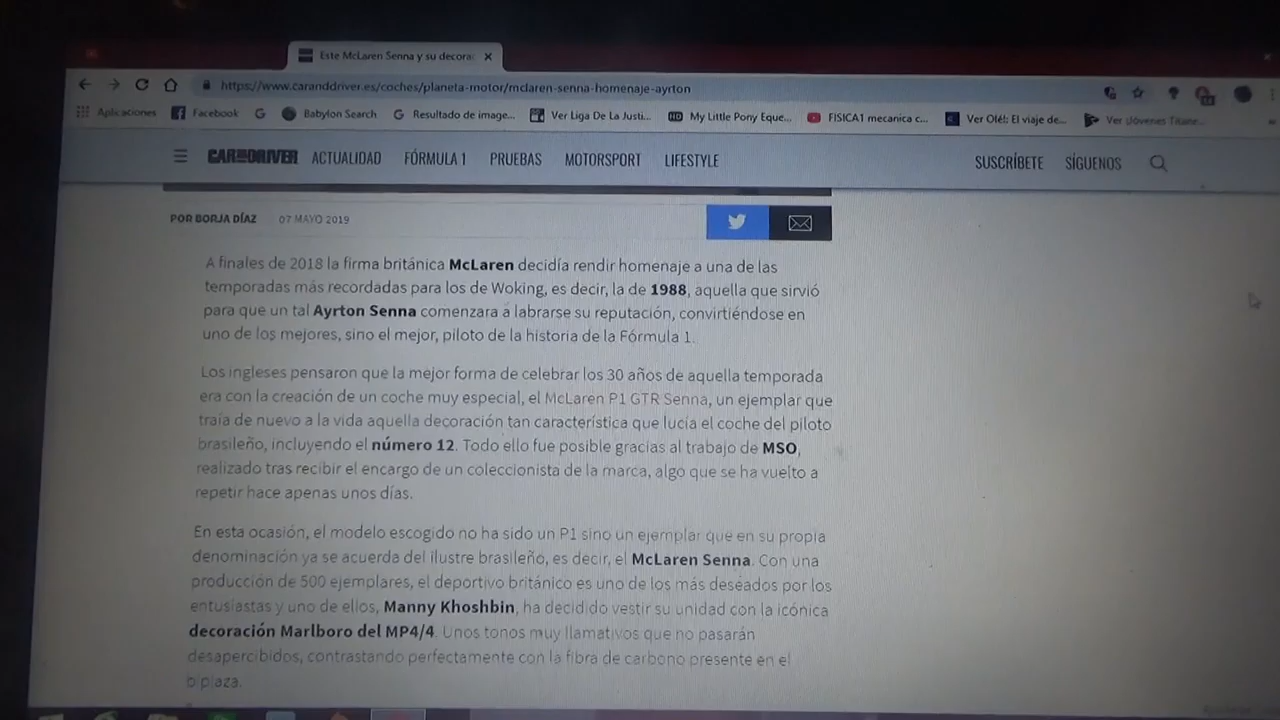 Este McLaren Senna y su decorac
https://www.caranddriver.es/coches/planeta-motor/mclaren-senna-homenaje-ayrton
Aplicaciones Facebook Babylon Search Resultado de image... Ver Liga De La Justi... My Little Pony Eque... FISICA1 mecanica c... Ver Olé!: El viaje de... Ver Jóvenes Titane...
CAR AND DRIVER ACTUALIDAD FÓRMULA 1 PRUEBAS MOTORSPORT LIFESTYLE SUSCRÍBETE SÍGUENOS
POR BORJA DÍAZ 07 MAYO 2019
A finales de 2018 la firma británica McLaren decidía rendir homenaje a una de las
temporadas más recordadas para los de Woking, es decir, la de 1988, aquella que sirvió
para que un tal Ayrton Senna comenzara a labrarse su reputación, convirtiéndose en
uno de los mejores, sino el mejor, piloto de la historia de la Fórmula 1.
Los ingleses pensaron que la mejor forma de celebrar los 30 años de aquella temporada
era con la creación de un coche muy especial, el McLaren P1 GTR Senna, un ejemplar que
traía de nuevo a la vida aquella decoración tan característica que lucía el coche del piloto
brasileño, incluyendo el número 12. Todo ello fue posible gracias al trabajo de MSO,
realizado tras recibir el encargo de un coleccionista de la marca, algo que se ha vuelto a
repetir hace apenas unos días.
En esta ocasión, el modelo escogido no ha sido un P1 sino un ejemplar que en su propia
denominación ya se acuerda del ilustre brasileño, es decir, el McLaren Senna. Con una
producción de 500 ejemplares, el deportivo británico es uno de los más deseados por los
entusiastas y uno de ellos, Manny Khoshbin, ha decidido vestir su unidad con la icónica
decoración Marlboro del MP4/4. Unos tonos muy llamativos que no pasarán
desapercibidos, contrastando perfectamente con la fibra de carbono presente en el
biplaza.